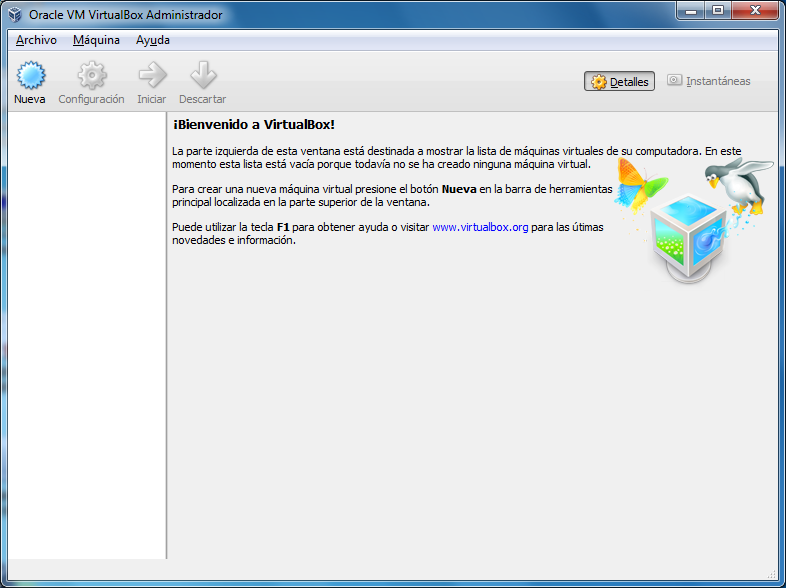 Oracle VM VirtualBox Administrador
Archivo Máquina Ayuda
Nueva Configuración Iniciar Descartar Detalles Instantáneas
¡Bienvenido a VirtualBox!
La parte izquierda de esta ventana está destinada a mostrar la lista de máquinas virtuales de su computadora. En este
momento esta lista está vacía porque todavía no se ha creado ninguna máquina virtual.
Para crear una nueva máquina virtual presione el botón Nueva en la barra de herramientas
principal localizada en la parte superior de la ventana.
Puede utilizar la tecla F1 para obtener ayuda o visitar www.virtualbox.org para las útimas
novedades e información.